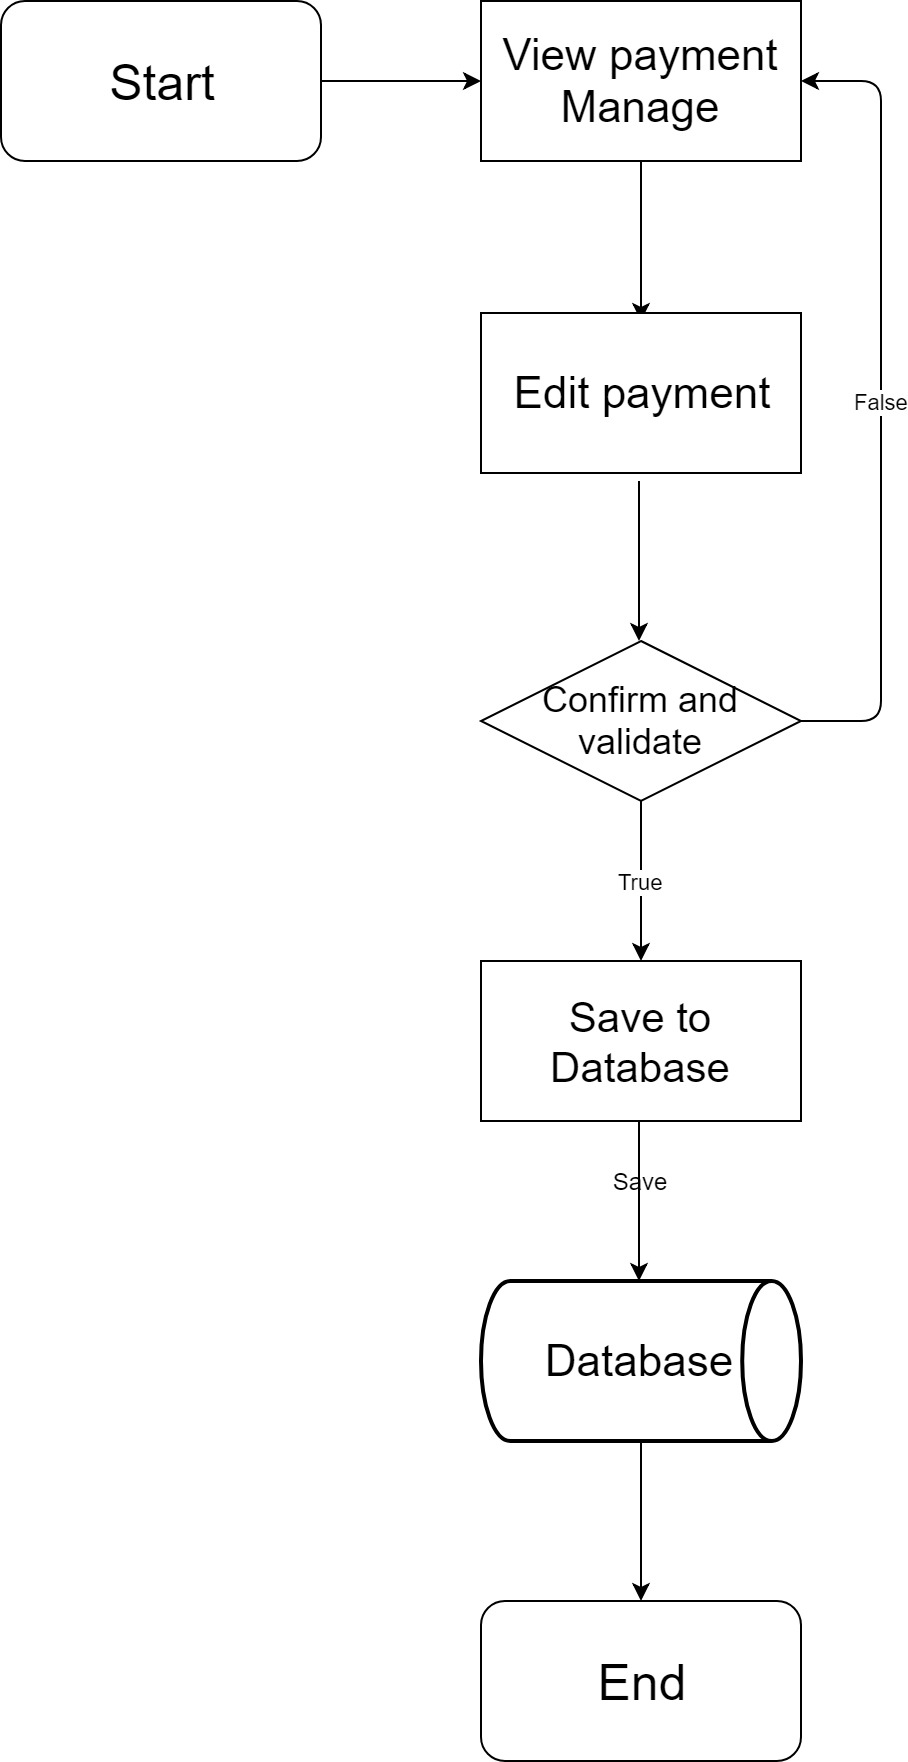 Start
View payment
Manage
Edit payment
False
Confirm and
validate
True
Save to
Database
Save
Database
End